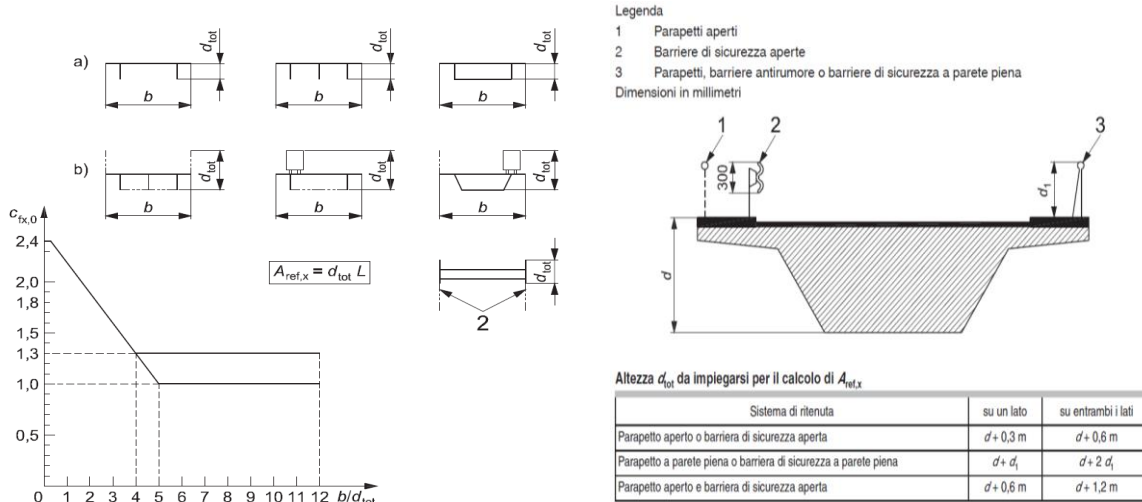 a)
b
d_tot
b
d_tot
b
d_tot
b)
b
d_tot
b
d_tot
b
d_tot
A_ref,x = d_tot L
d_tot
2
c_fx,0
2,4
2,0
1,8
1,5
1,3
1,0
0,5
0 1 2 3 4 5 6 7 8 9 10 11 12 b/d_tot
Legenda
1 Parapetti aperti
2 Barriere di sicurezza aperte
3 Parapetti, barriere antirumore o barriere di sicurezza a parete piena
Dimensioni in millimetri
1 2 3
300
d₁
d
Altezza d_tot da impiegarsi per il calcolo di A_ref,x
Sistema di ritenuta su un lato su entrambi i lati
Parapetto aperto o barriera di sicurezza aperta d + 0,3 m d + 0,6 m
Parapetto a parete piena o barriera di sicurezza a parete piena d + d₁ d + 2 d₁
Parapetto aperto e barriera di sicurezza aperta d + 0,6 m d + 1,2 m